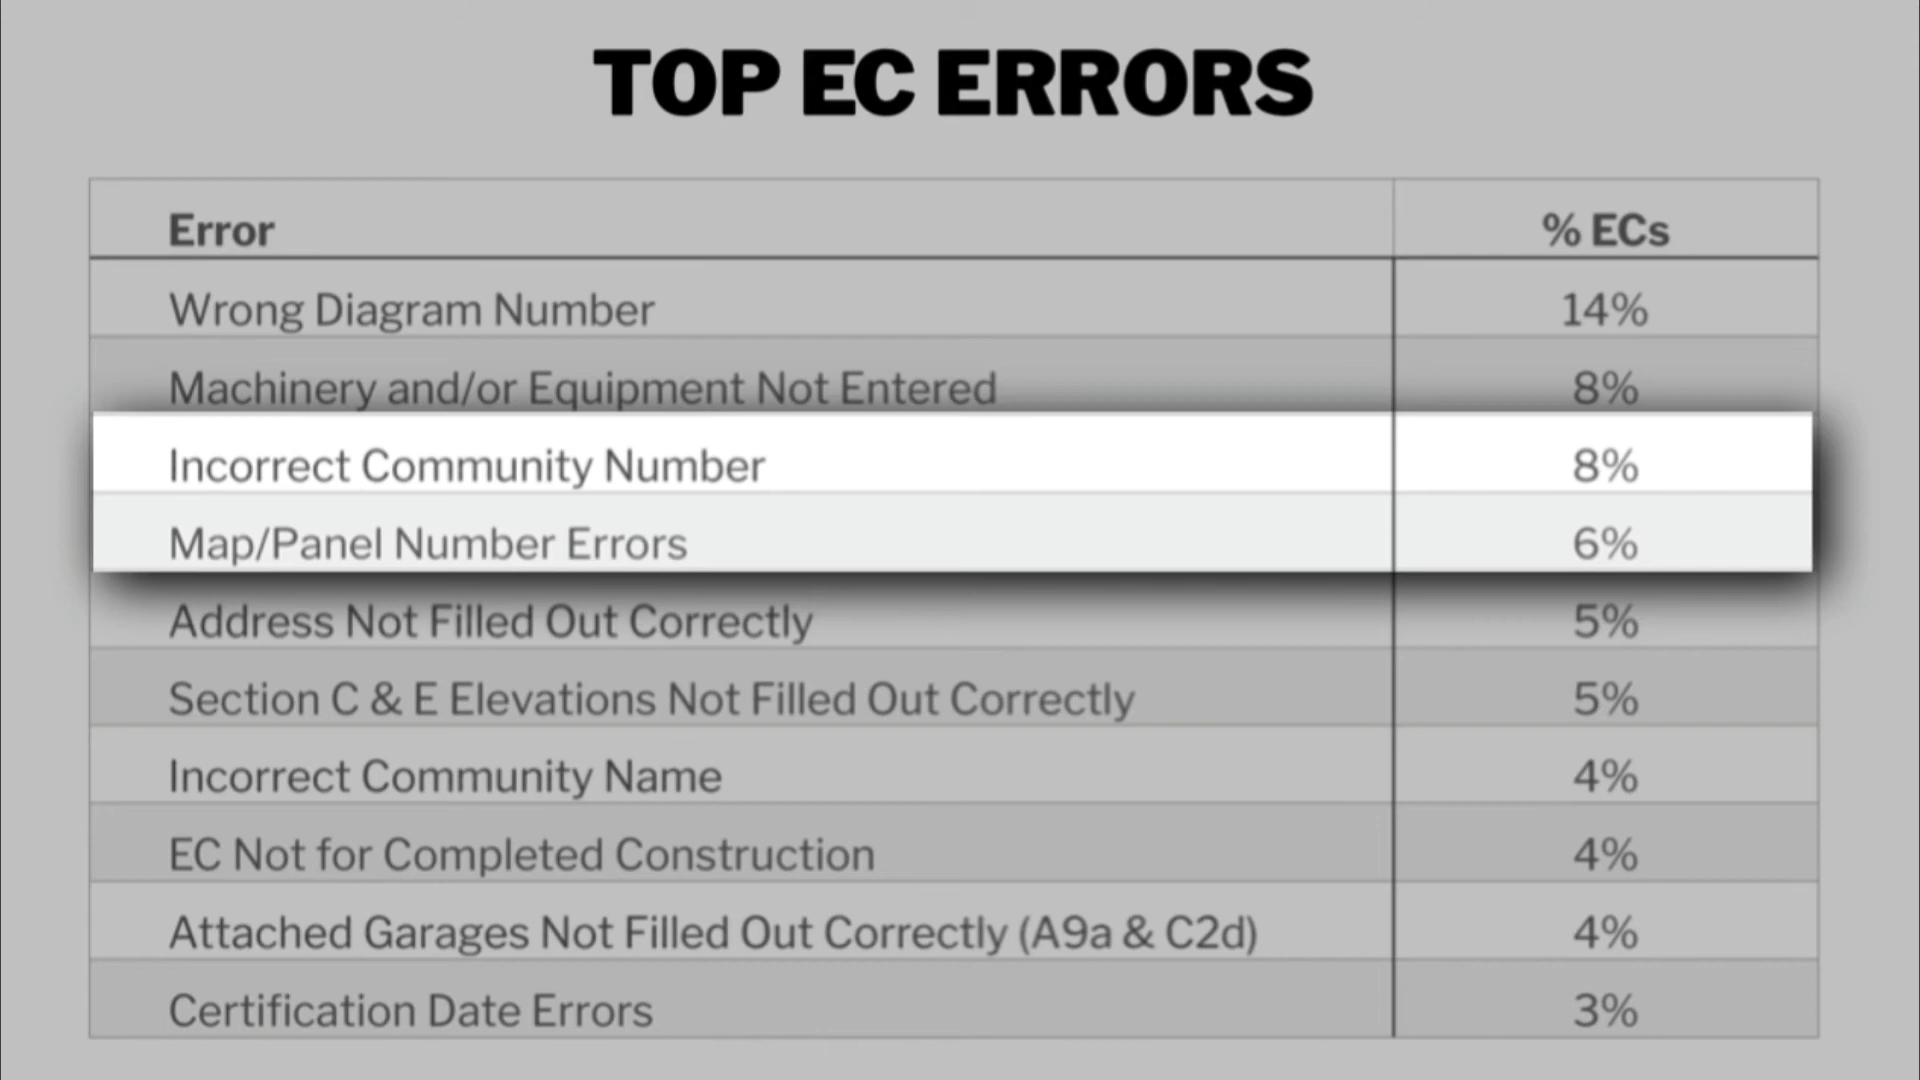 TOP EC ERRORS
Error % ECs
Wrong Diagram Number 14%
Machinery and/or Equipment Not Entered 8%
Incorrect Community Number 8%
Map/Panel Number Errors 6%
Address Not Filled Out Correctly 5%
Section C & E Elevations Not Filled Out Correctly 5%
Incorrect Community Name 4%
EC Not for Completed Construction 4%
Attached Garages Not Filled Out Correctly (A9a & C2d) 4%
Certification Date Errors 3%